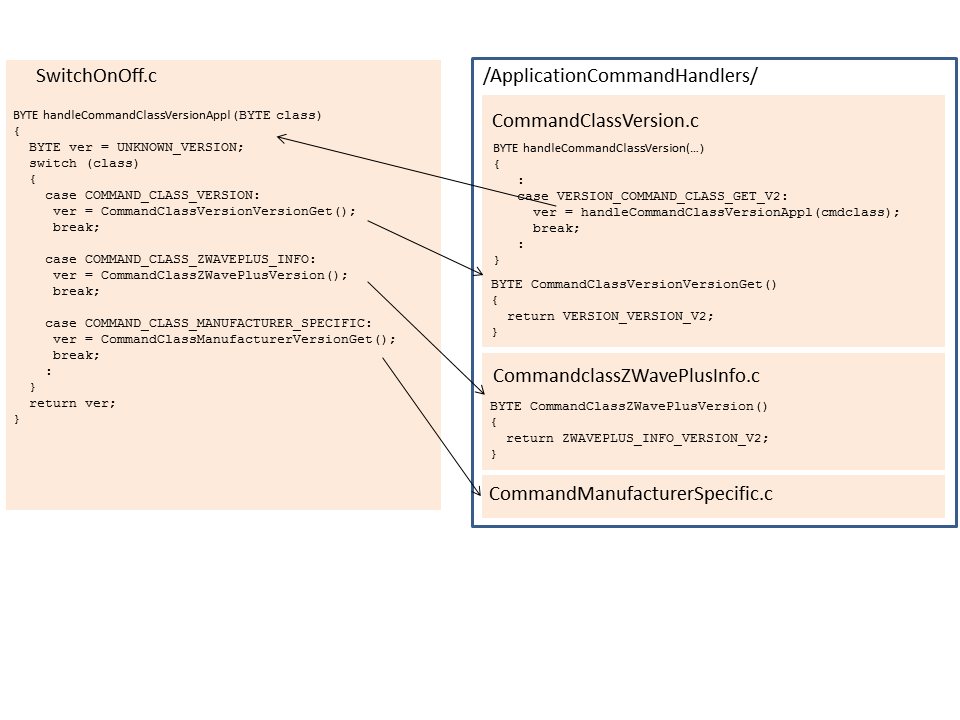 SwitchOnOff.c
BYTE handleCommandClassVersionAppl(BYTE class)
{
  BYTE ver = UNKNOWN_VERSION;
  switch (class)
  {
    case COMMAND_CLASS_VERSION:
     ver = CommandClassVersionVersionGet();
     break;

    case COMMAND_CLASS_ZWAVEPLUS_INFO:
     ver = CommandClassZWavePlusVersion();
     break;

    case COMMAND_CLASS_MANUFACTURER_SPECIFIC:
     ver = CommandClassManufacturerVersionGet();
     break;
    :
  }
  return ver;
}
/ApplicationCommandHandlers/
CommandClassVersion.c
BYTE handleCommandClassVersion(…)
{
   :
   case VERSION_COMMAND_CLASS_GET_V2:
     ver = handleCommandClassVersionAppl(cmdclass);
     break;
   :
}
BYTE CommandClassVersionVersionGet()
{
  return VERSION_VERSION_V2;
}
CommandclassZWavePlusInfo.c
BYTE CommandClassZWavePlusVersion()
{
  return ZWAVEPLUS_INFO_VERSION_V2;
}
CommandManufacturerSpecific.c